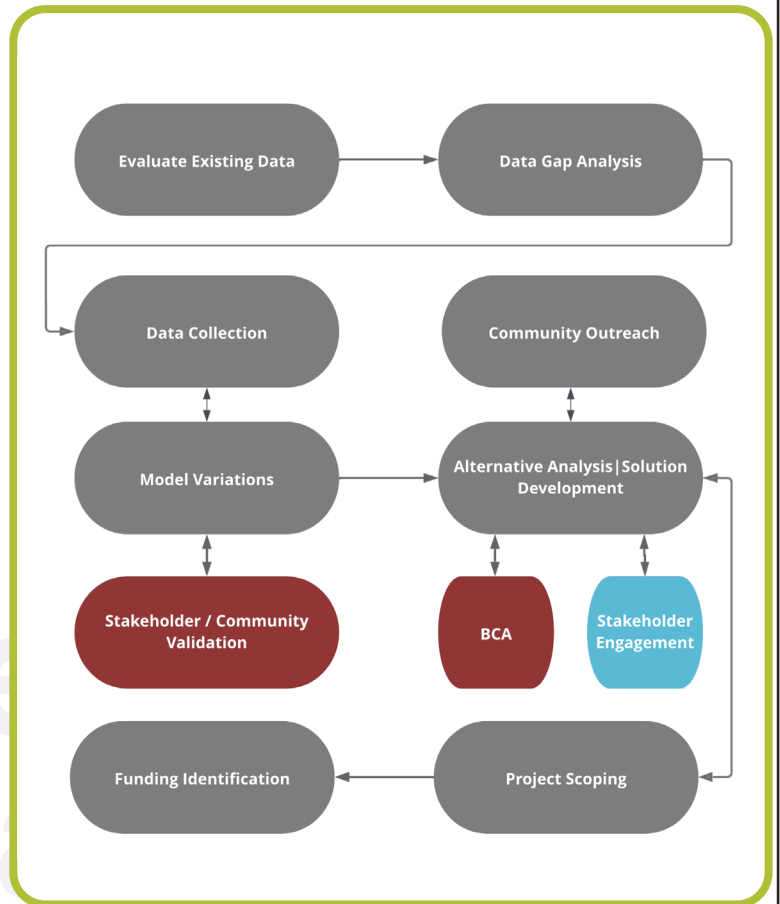 Evaluate Existing Data
Data Gap Analysis
Data Collection
Community Outreach
Model Variations
Alternative Analysis|Solution
Development
Stakeholder / Community
Validation
BCA
Stakeholder
Engagement
Funding Identification
Project Scoping